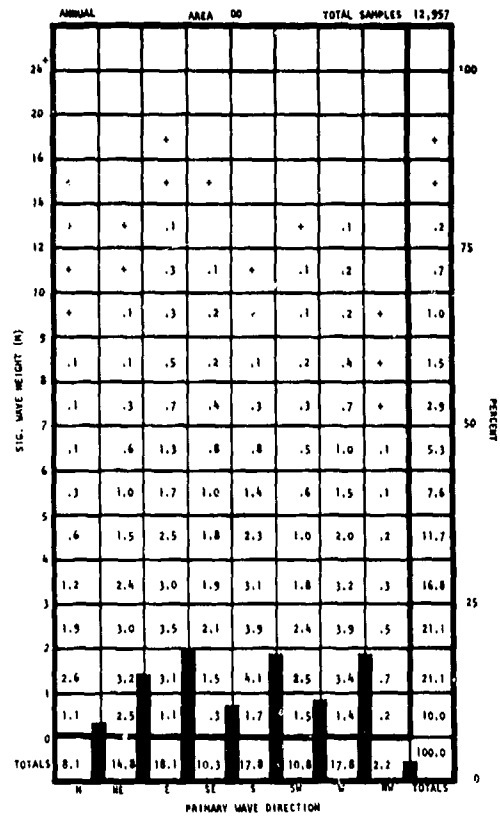 ANNUAL AREA OO TOTAL SAMPLES 12,957
+
24 100
20
+ +
16
+ + +
14
+ + .1 + .1 .2
12 75
+ + .3 .1 + .1 .2 .7
10
+ .1 .3 .2 .1 .2 + 1.0
9
.1 .1 .5 .2 .1 .2 .4 + 1.5
8
.1 .3 .7 .4 .3 .3 .7 + 2.9
7 50
.1 .6 1.3 .8 .8 .5 1.0 .1 5.3
6
.3 1.0 1.7 1.0 1.4 .6 1.5 .1 7.6
5
.6 1.5 2.5 1.8 2.3 1.0 2.0 .2 11.7
4
1.2 2.4 3.0 1.9 3.1 1.8 3.2 .3 16.8
3 25
1.9 3.0 3.5 2.1 3.9 2.4 3.9 .5 21.1
2
2.6 3.2 3.1 1.5 4.1 2.5 3.4 .7 21.1
1
1.1 2.5 1.1 .3 1.7 1.5 1.4 .2 10.0
0
TOTALS 8.1 14.8 18.1 10.3 17.8 10.8 17.8 2.2 100.0
0
N NE E SE S SW W NW TOTALS
PRIMARY WAVE DIRECTION
SIG. WAVE HEIGHT (M)
PERCENT